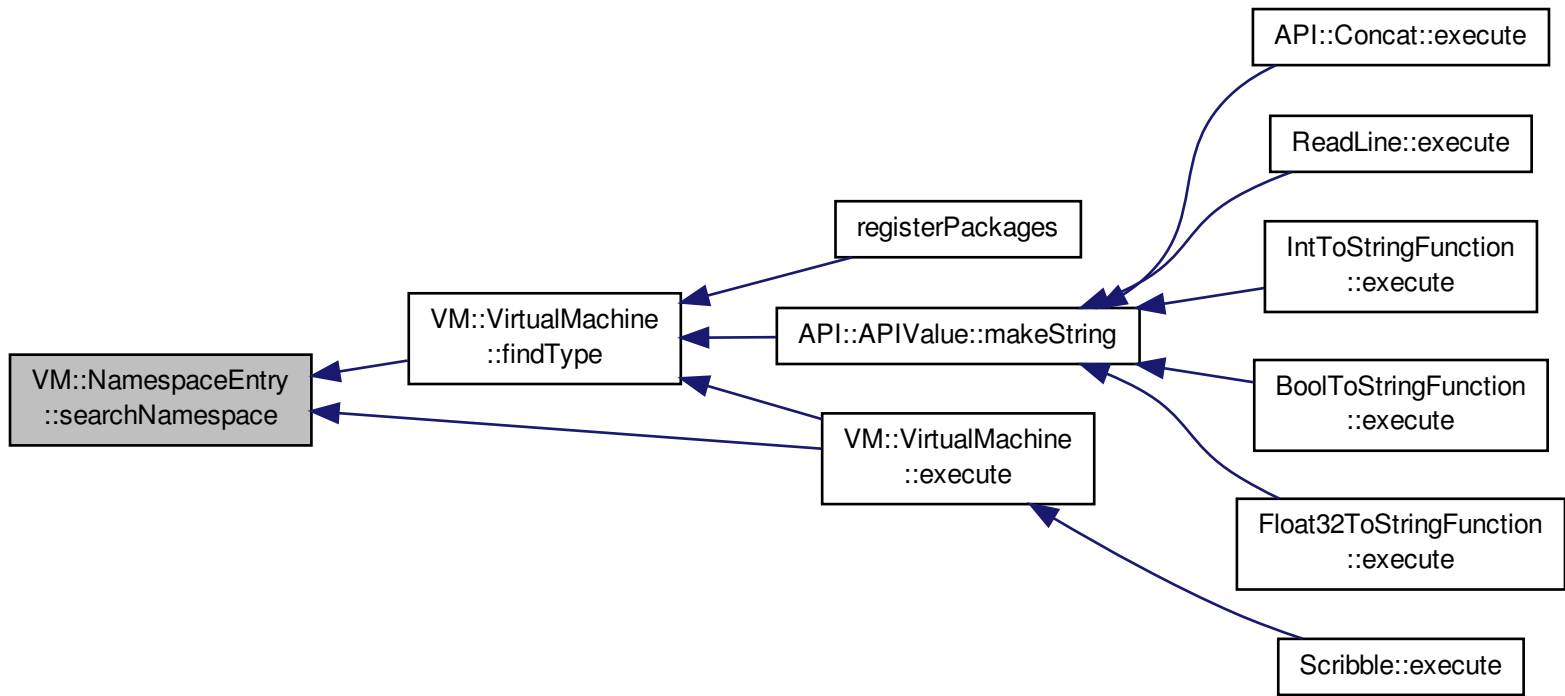 VM::NamespaceEntry
::searchNamespace
VM::VirtualMachine
::findType
registerPackages
API::APIValue::makeString
VM::VirtualMachine
::execute
API::Concat::execute
ReadLine::execute
IntToStringFunction
::execute
BoolToStringFunction
::execute
Float32ToStringFunction
::execute
Scribble::execute